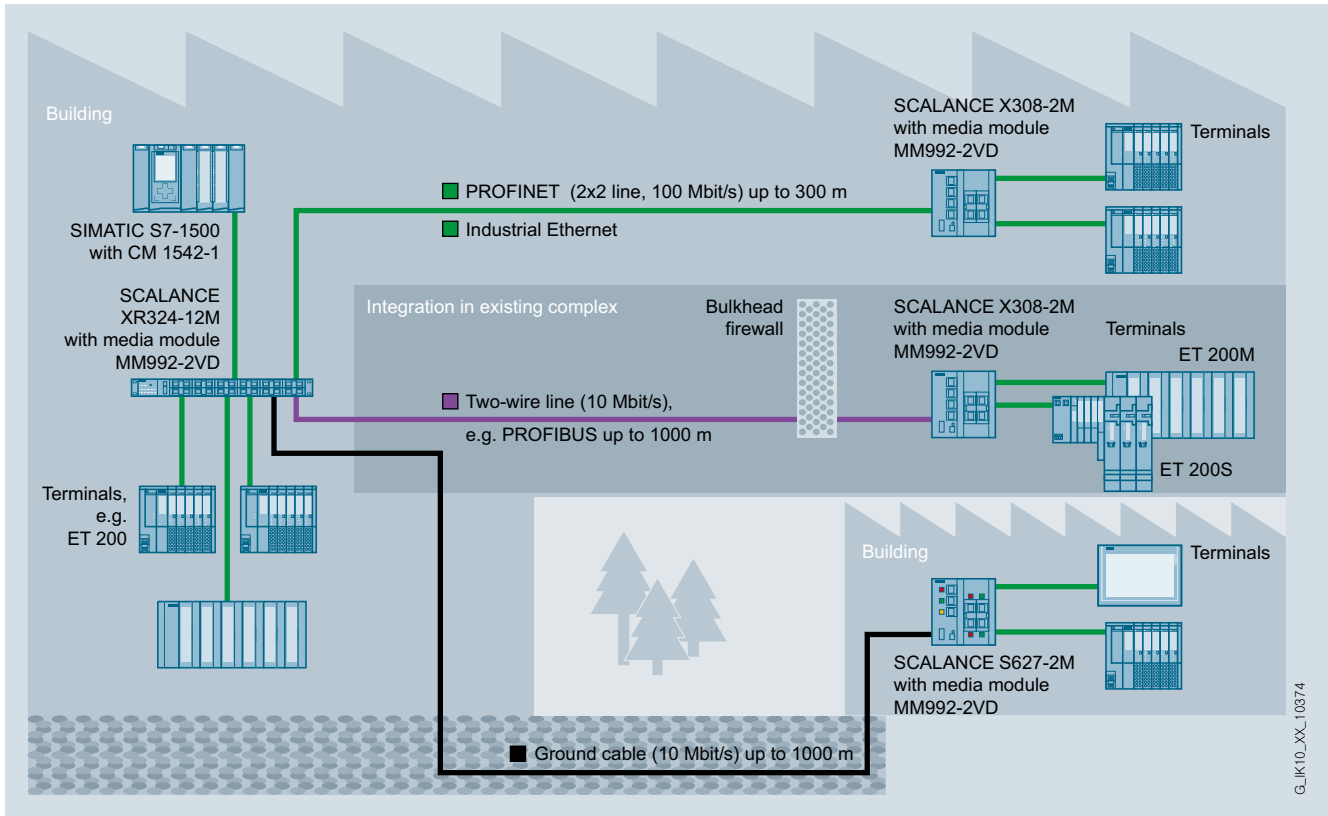 Building
SIMATIC S7-1500
with CM 1542-1
SCALANCE
XR324-12M
with media module
MM992-2VD
Terminals,
e.g.
ET 200
PROFINET (2x2 line, 100 Mbit/s) up to 300 m
Industrial Ethernet
SCALANCE X308-2M
with media module
MM992-2VD
Terminals
Integration in existing complex
Bulkhead
firewall
SCALANCE X308-2M
with media module
MM992-2VD
Terminals
ET 200M
ET 200S
Two-wire line (10 Mbit/s),
e.g. PROFIBUS up to 1000 m
Building
Terminals
SCALANCE S627-2M
with media module
MM992-2VD
Ground cable (10 Mbit/s) up to 1000 m
G_IK10_XX_10374